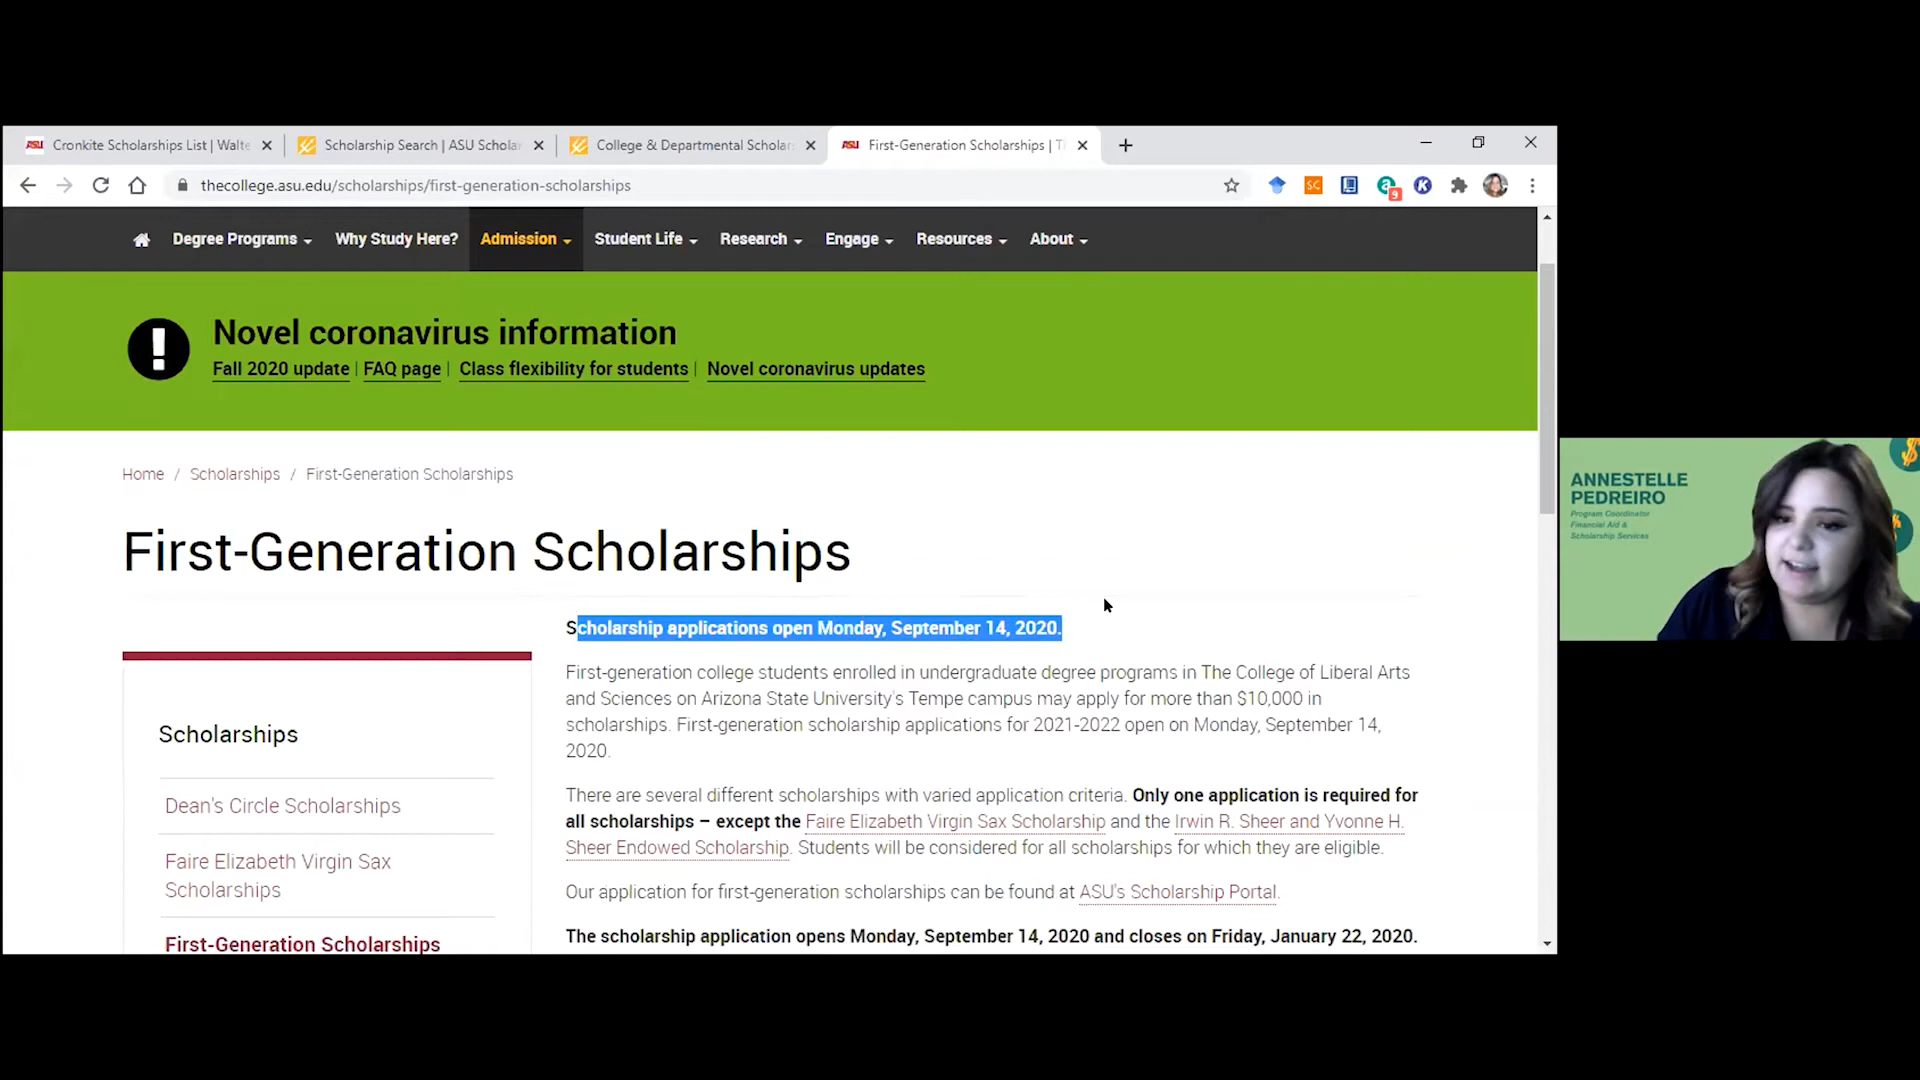 Cronkite Scholarships List | Walte
Scholarship Search | ASU Scholar
College & Departmental Scholar
First-Generation Scholarships | T
thecollege.asu.edu/scholarships/first-generation-scholarships
SC
9
K
Degree Programs
Why Study Here?
Admission
Student Life
Research
Engage
Resources
About
Novel coronavirus information
Fall 2020 update | FAQ page | Class flexibility for students | Novel coronavirus updates
Home / Scholarships / First-Generation Scholarships
First-Generation Scholarships
Scholarship applications open Monday, September 14, 2020.
First-generation college students enrolled in undergraduate degree programs in The College of Liberal Arts
and Sciences on Arizona State University's Tempe campus may apply for more than $10,000 in
scholarships. First-generation scholarship applications for 2021-2022 open on Monday, September 14,
2020.
There are several different scholarships with varied application criteria. Only one application is required for
all scholarships – except the Faire Elizabeth Virgin Sax Scholarship and the Irwin R. Sheer and Yvonne H.
Sheer Endowed Scholarship. Students will be considered for all scholarships for which they are eligible.
Our application for first-generation scholarships can be found at ASU's Scholarship Portal.
The scholarship application opens Monday, September 14, 2020 and closes on Friday, January 22, 2020.
Scholarships
Dean's Circle Scholarships
Faire Elizabeth Virgin Sax
Scholarships
First-Generation Scholarships
ANNESTELLE
PEDREIRO
Program Coordinator
Financial Aid &
Scholarship Services